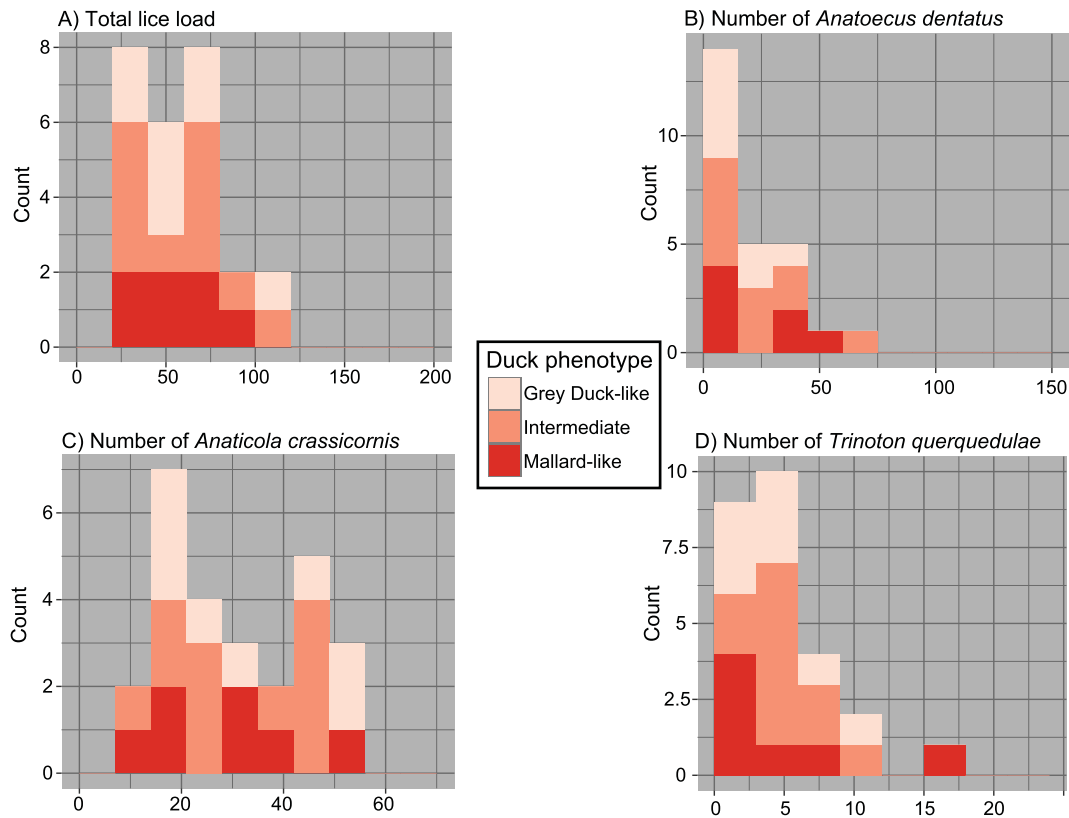 A) Total lice load
8
6
4
2
0
Count
0 50 100 150 200
B) Number of Anatoecus dentatus
10
5
0
Count
0 50 100 150
Duck phenotype
Grey Duck-like
Intermediate
Mallard-like
C) Number of Anaticola crassicornis
6
4
2
0
Count
0 20 40 60
D) Number of Trinoton querquedulae
10
7.5
5
2.5
0
Count
0 5 10 15 20